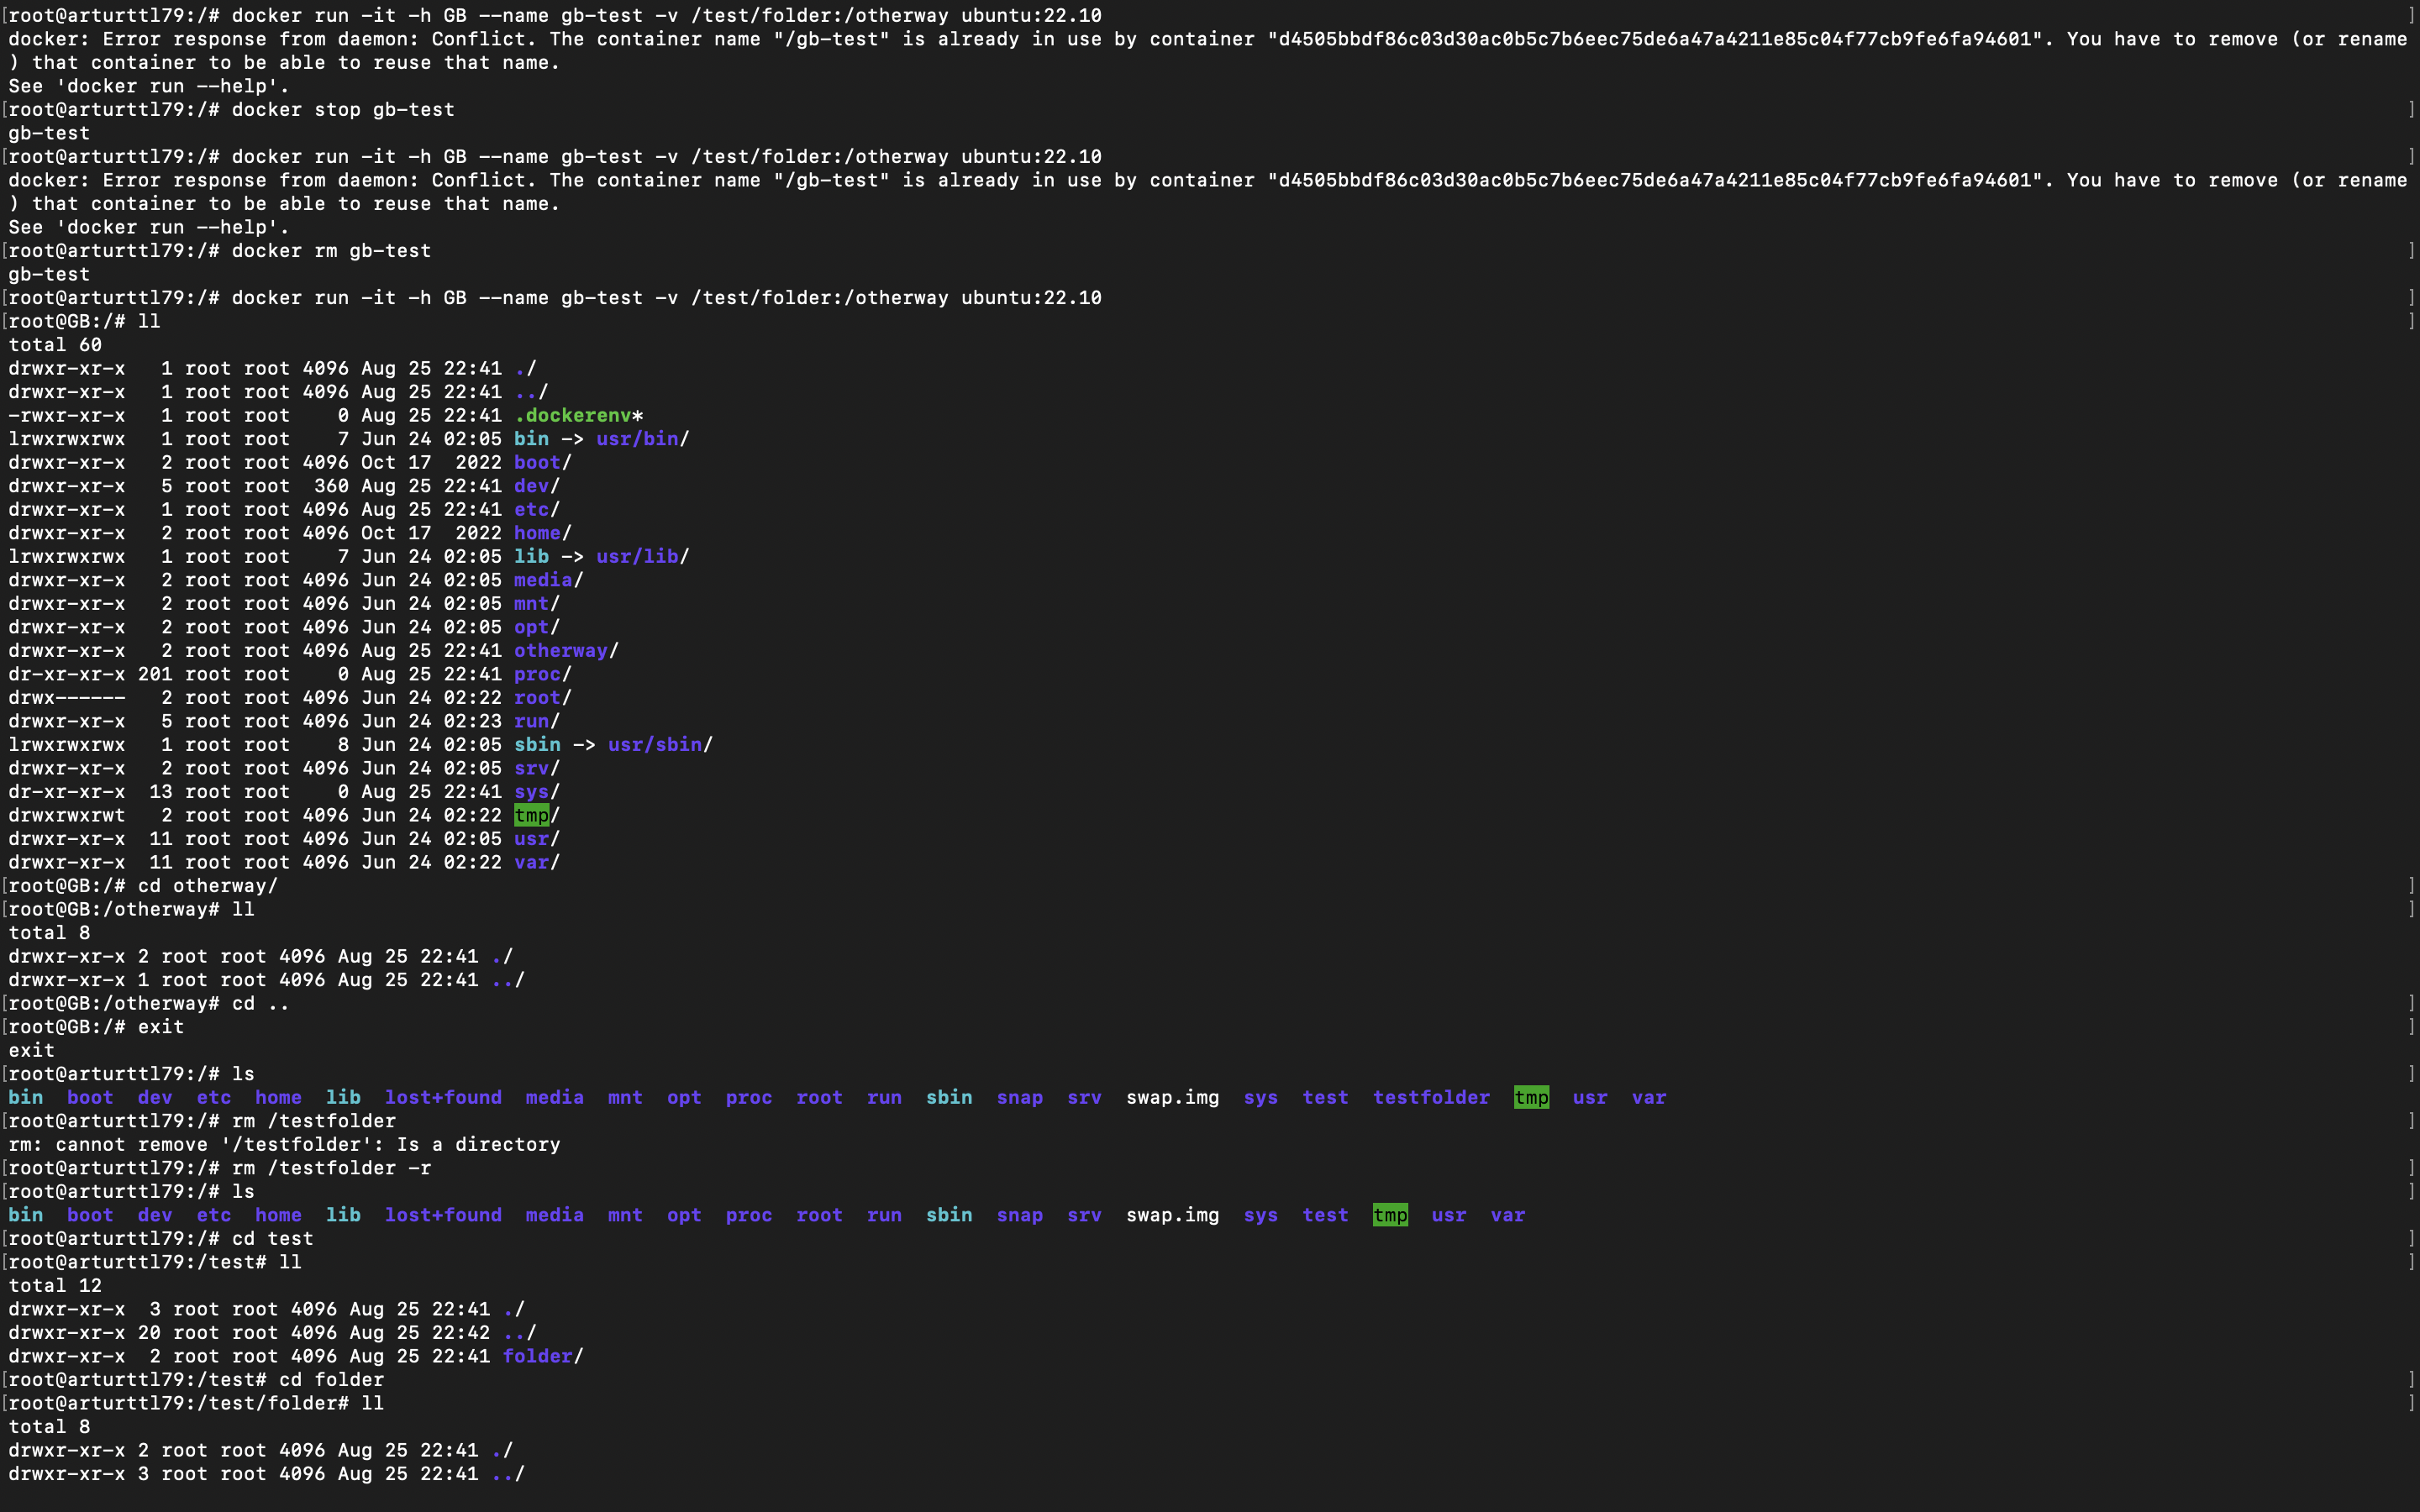 [root@arturttl79:/# docker run -it -h GB --name gb-test -v /test/folder:/otherway ubuntu:22.10 ]
docker: Error response from daemon: Conflict. The container name "/gb-test" is already in use by container "d4505bbdf86c03d30ac0b5c7b6eec75de6a47a4211e85c04f77cb9fe6fa94601". You have to remove (or rename
) that container to be able to reuse that name.
See 'docker run --help'.
[root@arturttl79:/# docker stop gb-test ]
gb-test
[root@arturttl79:/# docker run -it -h GB --name gb-test -v /test/folder:/otherway ubuntu:22.10 ]
docker: Error response from daemon: Conflict. The container name "/gb-test" is already in use by container "d4505bbdf86c03d30ac0b5c7b6eec75de6a47a4211e85c04f77cb9fe6fa94601". You have to remove (or rename
) that container to be able to reuse that name.
See 'docker run --help'.
[root@arturttl79:/# docker rm gb-test ]
gb-test
[root@arturttl79:/# docker run -it -h GB --name gb-test -v /test/folder:/otherway ubuntu:22.10 ]
[root@GB:/# ll ]
total 60
drwxr-xr-x   1 root root 4096 Aug 25 22:41 ./
drwxr-xr-x   1 root root 4096 Aug 25 22:41 ../
-rwxr-xr-x   1 root root    0 Aug 25 22:41 .dockerenv*
lrwxrwxrwx   1 root root    7 Jun 24 02:05 bin -> usr/bin/
drwxr-xr-x   2 root root 4096 Oct 17  2022 boot/
drwxr-xr-x   5 root root  360 Aug 25 22:41 dev/
drwxr-xr-x   1 root root 4096 Aug 25 22:41 etc/
drwxr-xr-x   2 root root 4096 Oct 17  2022 home/
lrwxrwxrwx   1 root root    7 Jun 24 02:05 lib -> usr/lib/
drwxr-xr-x   2 root root 4096 Jun 24 02:05 media/
drwxr-xr-x   2 root root 4096 Jun 24 02:05 mnt/
drwxr-xr-x   2 root root 4096 Jun 24 02:05 opt/
drwxr-xr-x   2 root root 4096 Aug 25 22:41 otherway/
dr-xr-xr-x 201 root root    0 Aug 25 22:41 proc/
drwx------   2 root root 4096 Jun 24 02:22 root/
drwxr-xr-x   5 root root 4096 Jun 24 02:23 run/
lrwxrwxrwx   1 root root    8 Jun 24 02:05 sbin -> usr/sbin/
drwxr-xr-x   2 root root 4096 Jun 24 02:05 srv/
dr-xr-xr-x  13 root root    0 Aug 25 22:41 sys/
drwxrwxrwt   2 root root 4096 Jun 24 02:22 tmp/
drwxr-xr-x  11 root root 4096 Jun 24 02:05 usr/
drwxr-xr-x  11 root root 4096 Jun 24 02:22 var/
[root@GB:/# cd otherway/ ]
[root@GB:/otherway# ll ]
total 8
drwxr-xr-x 2 root root 4096 Aug 25 22:41 ./
drwxr-xr-x 1 root root 4096 Aug 25 22:41 ../
[root@GB:/otherway# cd .. ]
[root@GB:/# exit ]
exit
[root@arturttl79:/# ls ]
bin  boot  dev  etc  home  lib  lost+found  media  mnt  opt  proc  root  run  sbin  snap  srv  swap.img  sys  test  testfolder  tmp  usr  var
[root@arturttl79:/# rm /testfolder ]
rm: cannot remove '/testfolder': Is a directory
[root@arturttl79:/# rm /testfolder -r ]
[root@arturttl79:/# ls ]
bin  boot  dev  etc  home  lib  lost+found  media  mnt  opt  proc  root  run  sbin  snap  srv  swap.img  sys  test  tmp  usr  var
[root@arturttl79:/# cd test ]
[root@arturttl79:/test# ll ]
total 12
drwxr-xr-x  3 root root 4096 Aug 25 22:41 ./
drwxr-xr-x 20 root root 4096 Aug 25 22:42 ../
drwxr-xr-x  2 root root 4096 Aug 25 22:41 folder/
[root@arturttl79:/test# cd folder ]
[root@arturttl79:/test/folder# ll ]
total 8
drwxr-xr-x 2 root root 4096 Aug 25 22:41 ./
drwxr-xr-x 3 root root 4096 Aug 25 22:41 ../